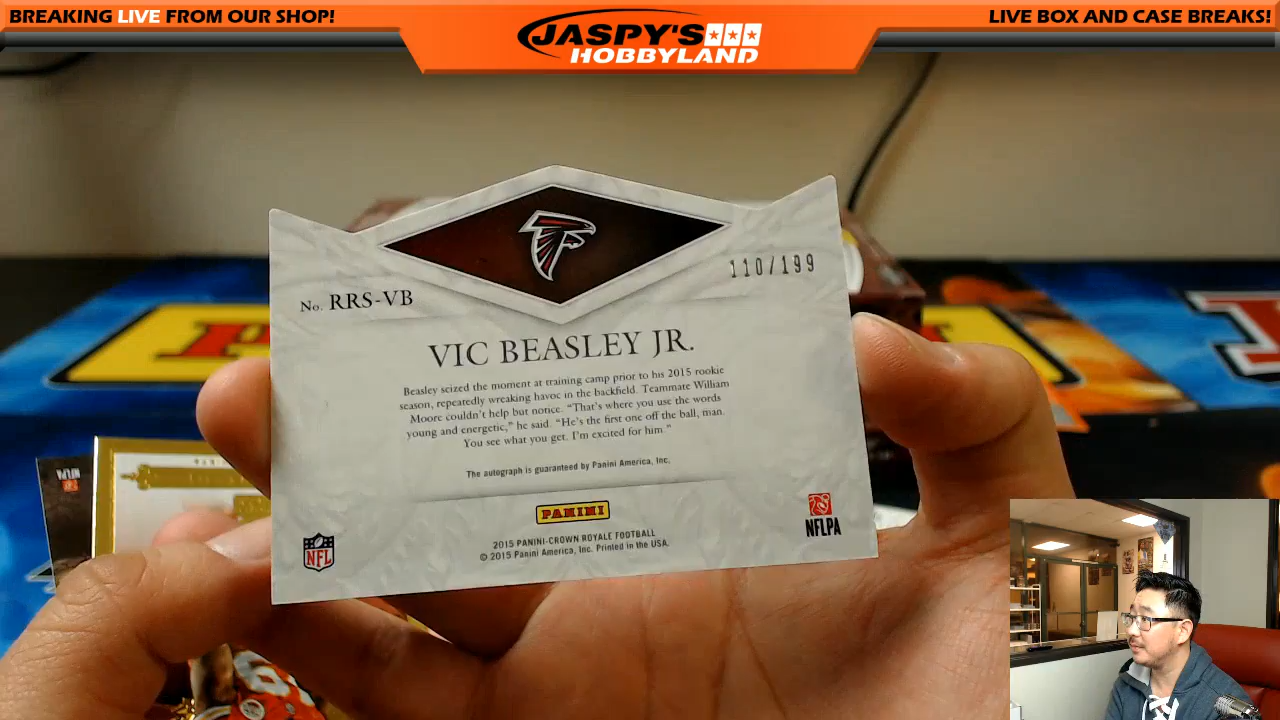 BREAKING LIVE FROM OUR SHOP!
JASPY'S
HOBBYLAND
LIVE BOX AND CASE BREAKS!
110/199
No. RRS-VB
VIC BEASLEY JR.
Beasley seized the moment at training camp prior to his 2015 rookie
season, repeatedly wreaking havoc in the backfield. Teammate William
Moore couldn't help but notice. “That's where you use the words
young and energetic,” he said. “He's the first one off the ball, man.
You see what you get. I'm excited for him.”
The autograph is guaranteed by Panini America, Inc.
PANINI
NFL
NFLPA
2015 PANINI-CROWN ROYALE FOOTBALL
© 2015 Panini America, Inc. Printed in the USA.
NFLPA